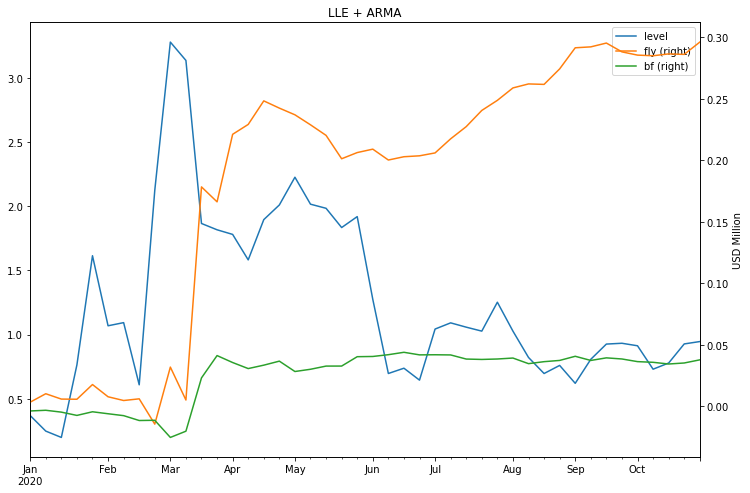 LLE + ARMA
level
fly (right)
bf (right)
3.0
2.5
2.0
1.5
1.0
0.5
0.30
0.25
0.20
0.15
0.10
0.05
0.00
USD Million
Jan Feb Mar Apr May Jun Jul Aug Sep Oct
2020